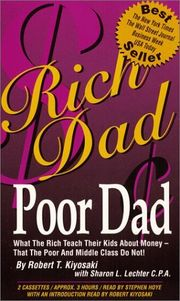 Best
The New York Times
The Wall Street Journal
Business Week
USA Today
Seller
Rich
Dad
Poor Dad
What The Rich Teach Their Kids About Money –
That The Poor And Middle Class Do Not!
By Robert T. Kiyosaki
with Sharon L. Lechter C.P.A.
2 CASSETTES / APPROX. 3 HOURS / READ BY STEPHEN HOYE
WITH AN INTRODUCTION READ BY ROBERT KIYOSAKI